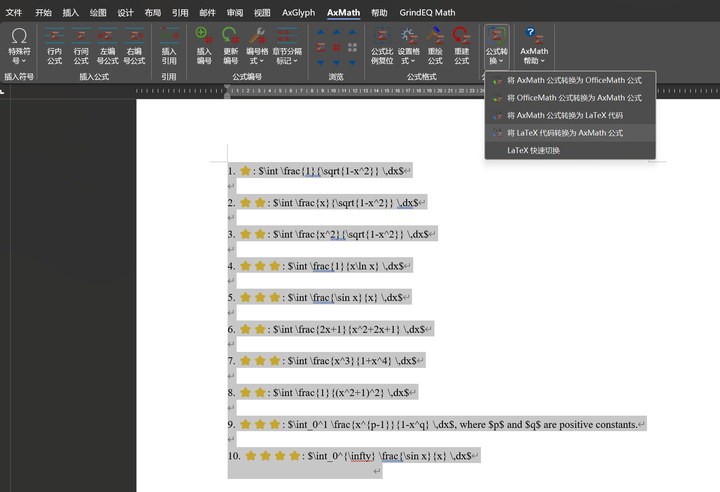 文件 开始 插入 绘图 设计 布局 引用 邮件 审阅 视图 AxGlyph AxMath 帮助 GrindEQ Math
特殊符号 行内公式 行间公式 左编号公式 右编号公式 插入引用 插入编号 更新编号 编号格式 章节分隔标记 公式比例复位 设置格式 重绘公式 重建公式 公式转换 AxMath帮助
插入符号 插入公式 引用 公式编号 浏览 公式格式
将 AxMath 公式转换为 OfficeMath 公式
将 OfficeMath 公式转换为 AxMath 公式
将 AxMath 公式转换为 LaTeX 代码
将 LaTeX 代码转换为 AxMath 公式
LaTeX 快速切换
1. ⭐: $\int \frac{1}{\sqrt{1-x^2}} \,dx$
2. ⭐⭐: $\int \frac{x}{\sqrt{1-x^2}} \,dx$
3. ⭐⭐: $\int \frac{x^2}{\sqrt{1-x^2}} \,dx$
4. ⭐⭐⭐: $\int \frac{1}{x\ln x} \,dx$
5. ⭐⭐⭐: $\int \frac{\sin x}{x} \,dx$
6. ⭐⭐: $\int \frac{2x+1}{x^2+2x+1} \,dx$
7. ⭐⭐⭐: $\int \frac{x^3}{1+x^4} \,dx$
8. ⭐⭐: $\int \frac{1}{(x^2+1)^2} \,dx$
9. ⭐⭐⭐: $\int_0^1 \frac{x^{p-1}}{1-x^q} \,dx$, where $p$ and $q$ are positive constants.
10. ⭐⭐⭐⭐: $\int_0^{\infty} \frac{\sin x}{x} \,dx$